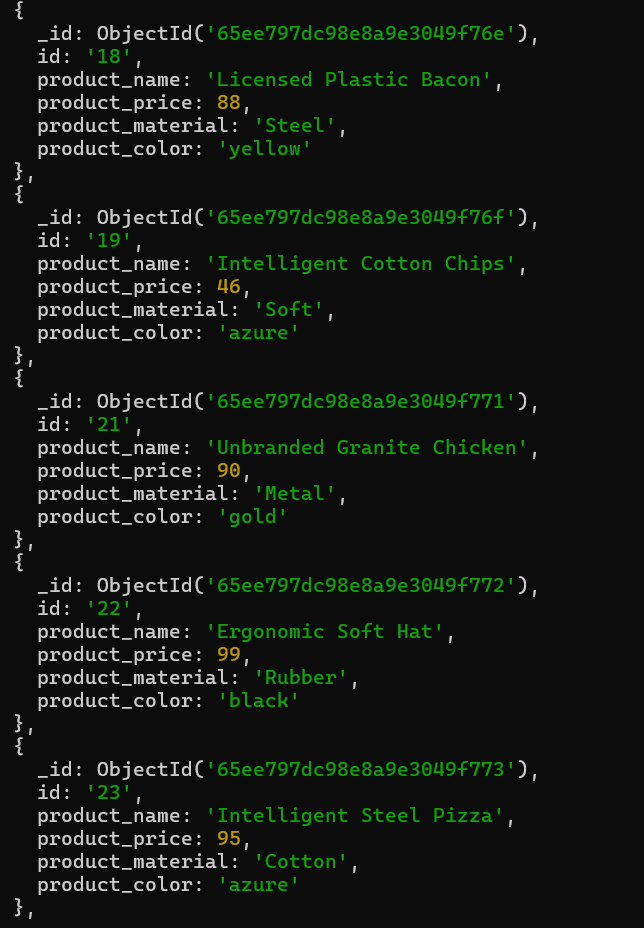 {
_id: ObjectId('65ee797dc98e8a9e3049f76e'),
id: '18',
product_name: 'Licensed Plastic Bacon',
product_price: 88,
product_material: 'Steel',
product_color: 'yellow'
},
{
_id: ObjectId('65ee797dc98e8a9e3049f76f'),
id: '19',
product_name: 'Intelligent Cotton Chips',
product_price: 46,
product_material: 'Soft',
product_color: 'azure'
},
{
_id: ObjectId('65ee797dc98e8a9e3049f771'),
id: '21',
product_name: 'Unbranded Granite Chicken',
product_price: 90,
product_material: 'Metal',
product_color: 'gold'
},
{
_id: ObjectId('65ee797dc98e8a9e3049f772'),
id: '22',
product_name: 'Ergonomic Soft Hat',
product_price: 99,
product_material: 'Rubber',
product_color: 'black'
},
{
_id: ObjectId('65ee797dc98e8a9e3049f773'),
id: '23',
product_name: 'Intelligent Steel Pizza',
product_price: 95,
product_material: 'Cotton',
product_color: 'azure'
},